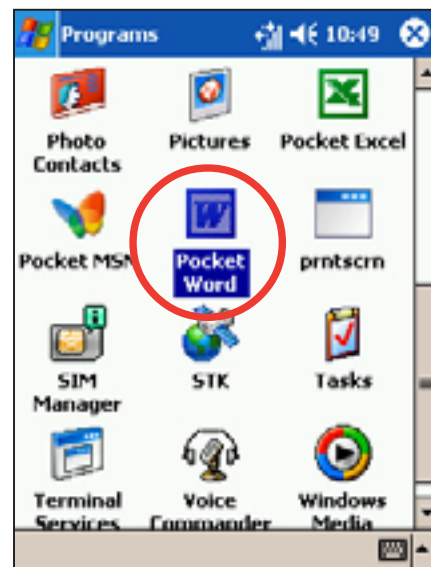 Programs 10:49
Photo Pictures Pocket Excel
Contacts
Pocket MSN Pocket prntscrn
Word
SIM STK Tasks
Manager
Terminal Voice Windows
Services Commander Media